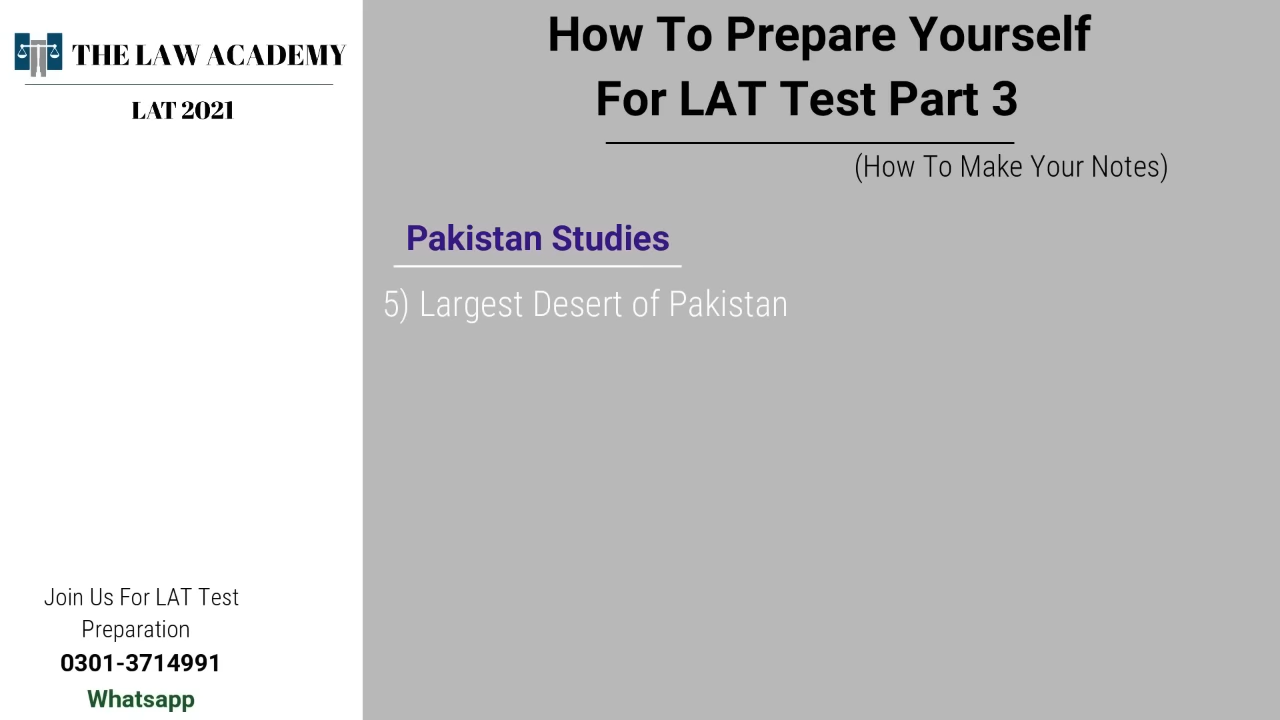 THE LAW ACADEMY
LAT 2021
How To Prepare Yourself
For LAT Test Part 3
(How To Make Your Notes)
Pakistan Studies
5) Largest Desert of Pakistan
Join Us For LAT Test
Preparation
0301-3714991
Whatsapp